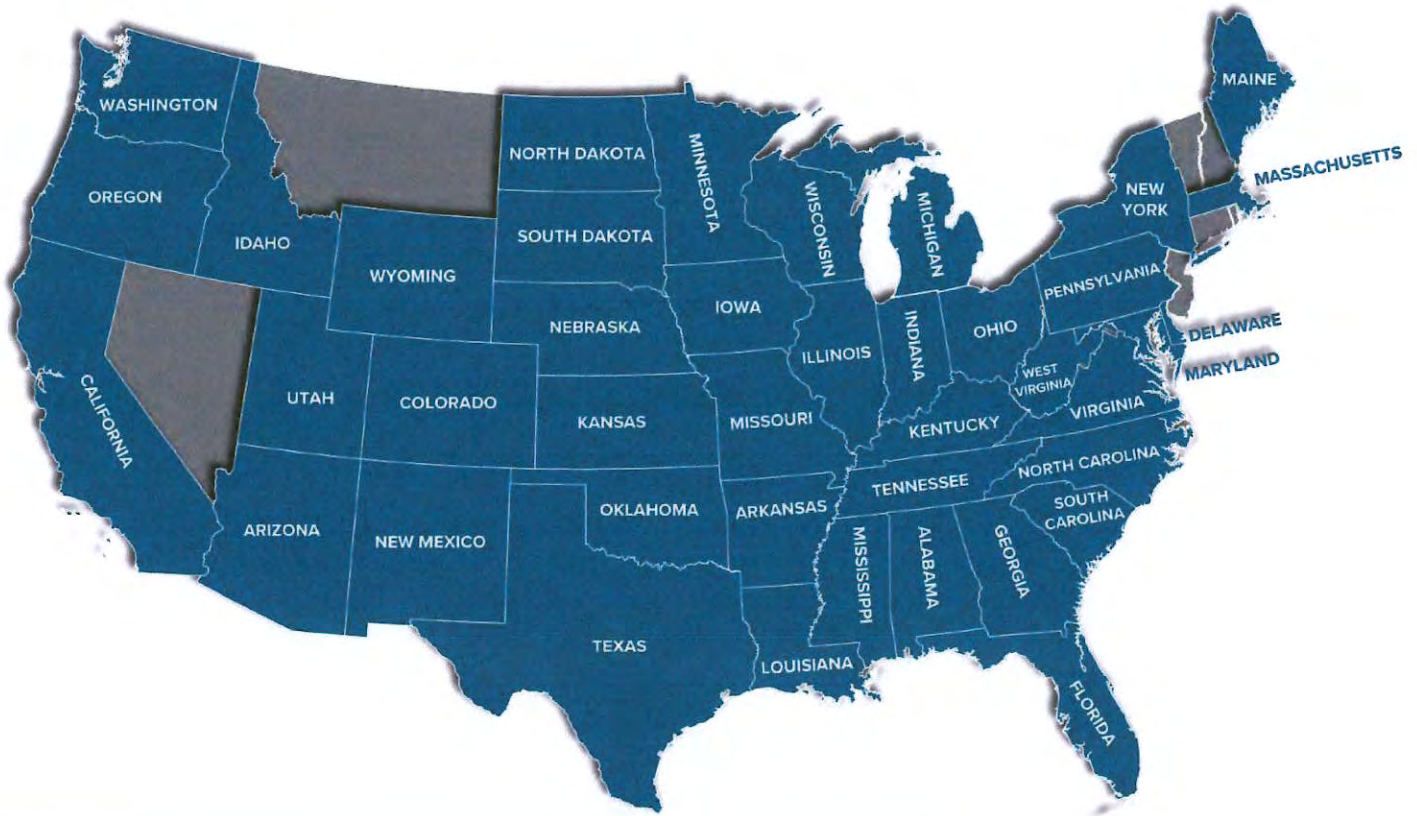 MAINE
WASHINGTON
NORTH DAKOTA
MINNESOTA
MASSACHUSETTS
OREGON
WISCONSIN
MICHIGAN
NEW
YORK
IDAHO
SOUTH DAKOTA
WYOMING
PENNSYLVANIA
IOWA
NEBRASKA
OHIO
DELAWARE
ILLINOIS
INDIANA
MARYLAND
WEST
VIRGINIA
CALIFORNIA
UTAH
COLORADO
KANSAS
MISSOURI
KENTUCKY
VIRGINIA
NORTH CAROLINA
TENNESSEE
OKLAHOMA
ARKANSAS
SOUTH
CAROLINA
ARIZONA
NEW MEXICO
MISSISSIPPI
ALABAMA
GEORGIA
TEXAS
LOUISIANA
FLORIDA